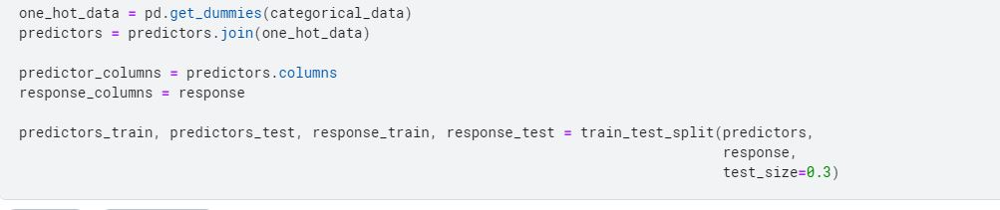 one_hot_data = pd.get_dummies(categorical_data)
predictors = predictors.join(one_hot_data)
predictor_columns = predictors.columns
response_columns = response
predictors_train, predictors_test, response_train, response_test = train_test_split(predictors,
response,
test_size=0.3)